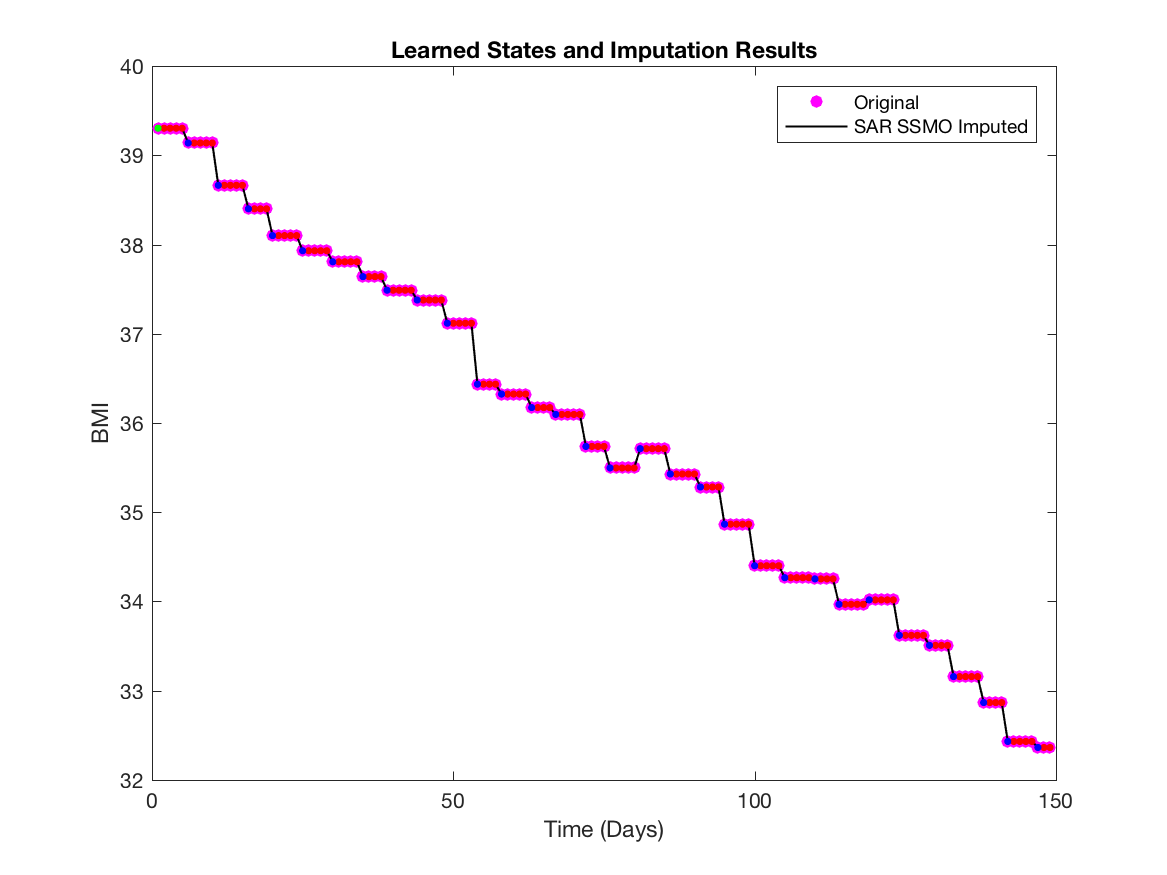 Learned States and Imputation Results
Original
SAR SSMO Imputed
40
39
38
37
36
35
34
33
32
BMI
0 50 100 150
Time (Days)